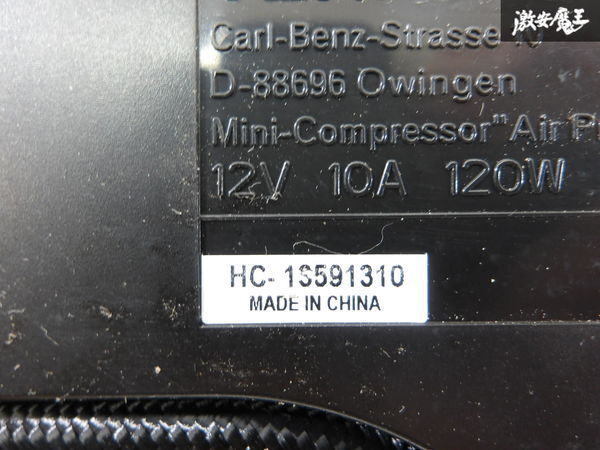 激安魔王
Carl-Benz-Strasse
D-88696 Owingen
Mini-Compressor"Air
12V 10A 120W
HC-1S591310
MADE IN CHINA